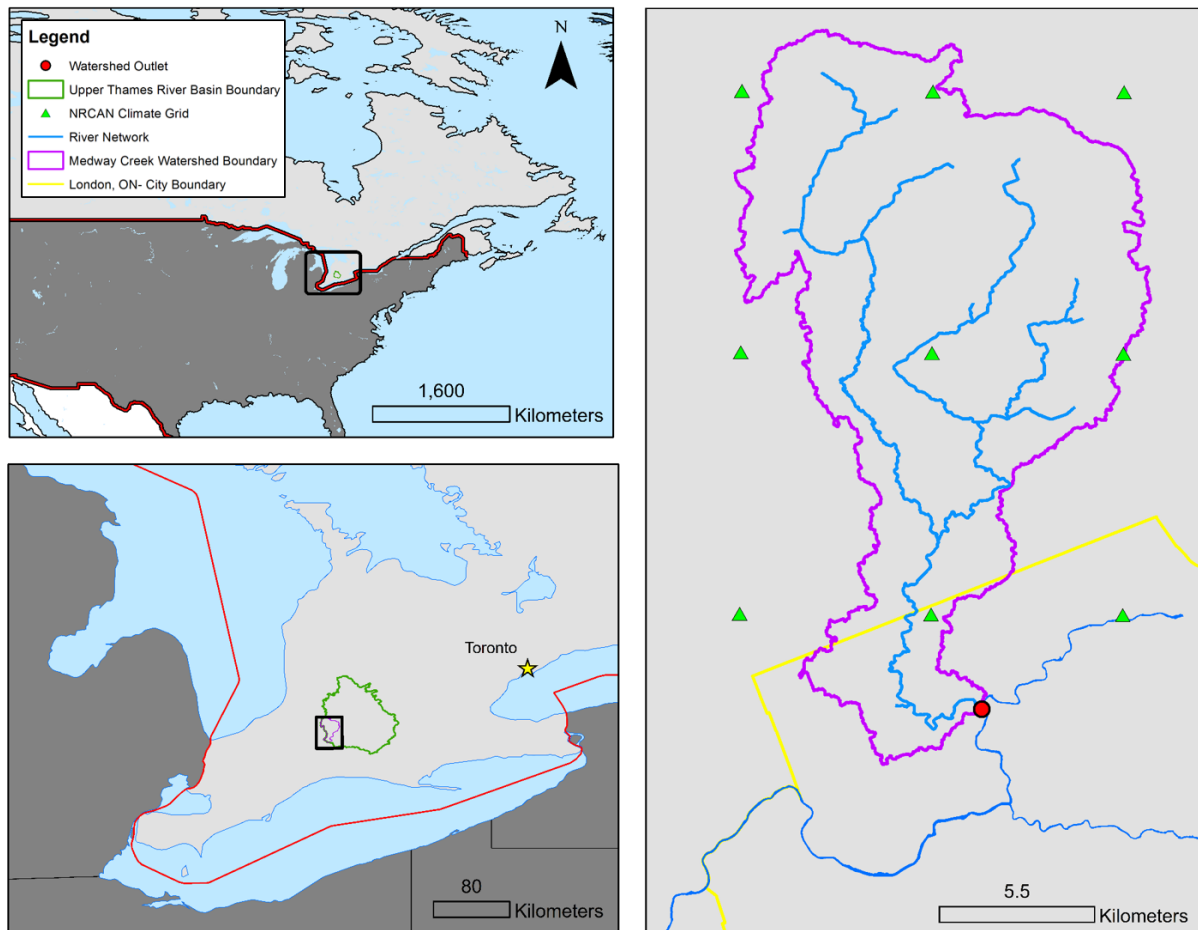 Legend
Watershed Outlet
Upper Thames River Basin Boundary
NRCAN Climate Grid
River Network
Medway Creek Watershed Boundary
London, ON- City Boundary
N
1,600
Kilometers
Toronto
80
Kilometers
5.5
Kilometers